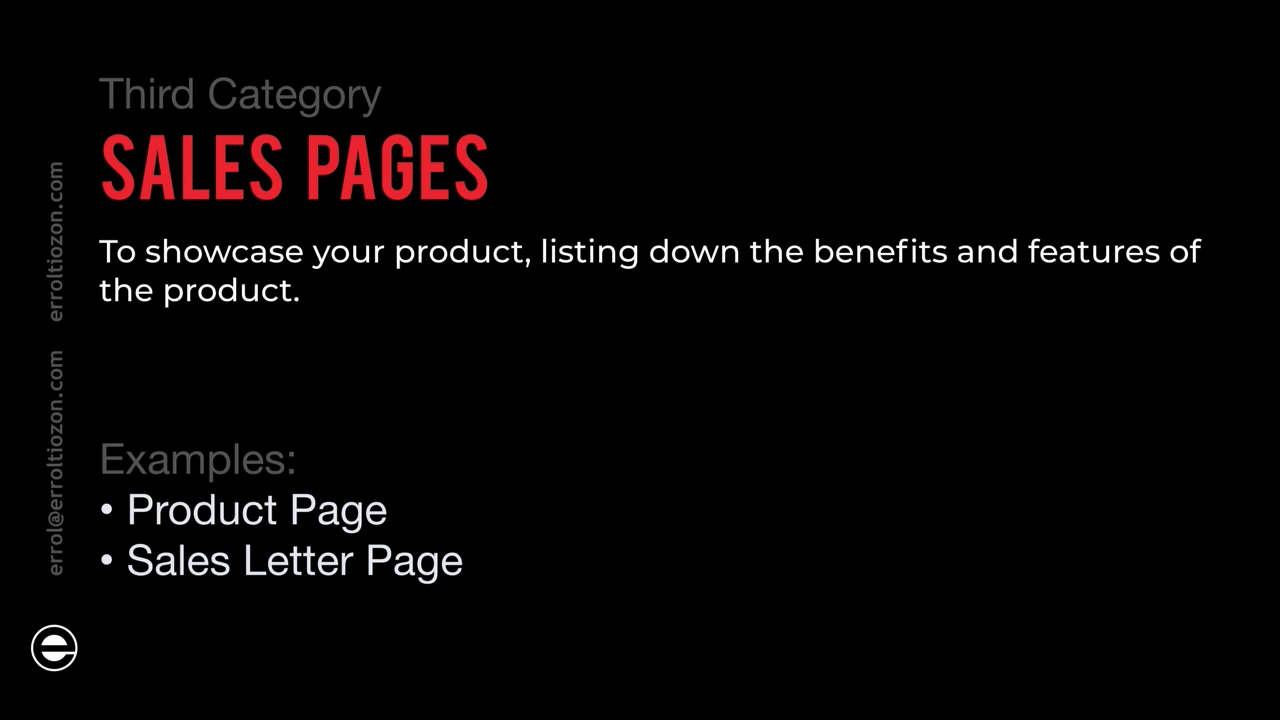 Third Category
SALES PAGES
To showcase your product, listing down the benefits and features of
the product.
Examples:
• Product Page
• Sales Letter Page
errol@erroltiozon.com erroltiozon.com
e